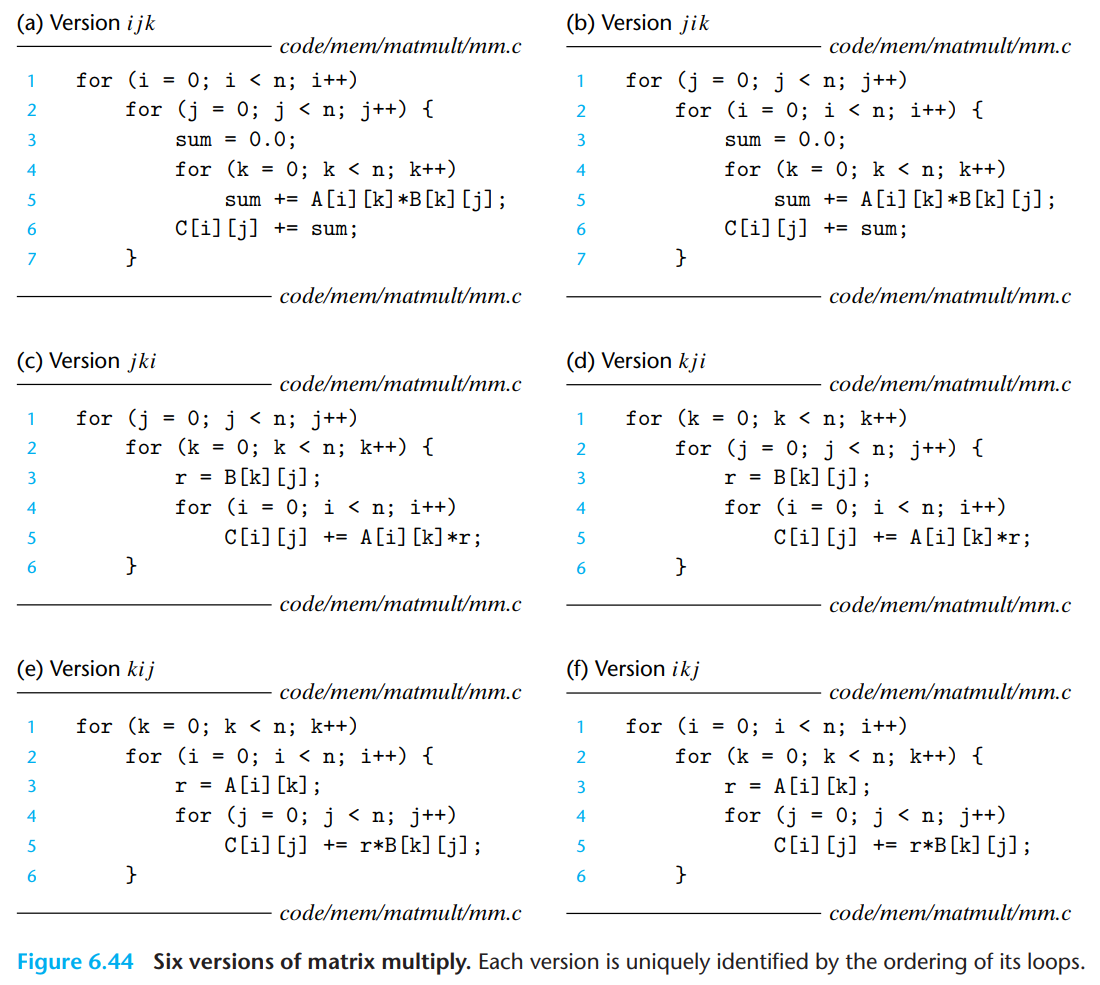 (a) Version ijk
code/mem/matmult/mm.c
1 for (i = 0; i < n; i++)
2 for (j = 0; j < n; j++) {
3 sum = 0.0;
4 for (k = 0; k < n; k++)
5 sum += A[i][k]*B[k][j];
6 C[i][j] += sum;
7 }
code/mem/matmult/mm.c
(b) Version jik
code/mem/matmult/mm.c
1 for (j = 0; j < n; j++)
2 for (i = 0; i < n; i++) {
3 sum = 0.0;
4 for (k = 0; k < n; k++)
5 sum += A[i][k]*B[k][j];
6 C[i][j] += sum;
7 }
code/mem/matmult/mm.c
(c) Version jki
code/mem/matmult/mm.c
1 for (j = 0; j < n; j++)
2 for (k = 0; k < n; k++) {
3 r = B[k][j];
4 for (i = 0; i < n; i++)
5 C[i][j] += A[i][k]*r;
6 }
code/mem/matmult/mm.c
(d) Version kji
code/mem/matmult/mm.c
1 for (k = 0; k < n; k++)
2 for (j = 0; j < n; j++) {
3 r = B[k][j];
4 for (i = 0; i < n; i++)
5 C[i][j] += A[i][k]*r;
6 }
code/mem/matmult/mm.c
(e) Version kij
code/mem/matmult/mm.c
1 for (k = 0; k < n; k++)
2 for (i = 0; i < n; i++) {
3 r = A[i][k];
4 for (j = 0; j < n; j++)
5 C[i][j] += r*B[k][j];
6 }
code/mem/matmult/mm.c
(f) Version ikj
code/mem/matmult/mm.c
1 for (i = 0; i < n; i++)
2 for (k = 0; k < n; k++) {
3 r = A[i][k];
4 for (j = 0; j < n; j++)
5 C[i][j] += r*B[k][j];
6 }
code/mem/matmult/mm.c
Figure 6.44 Six versions of matrix multiply. Each version is uniquely identified by the ordering of its loops.